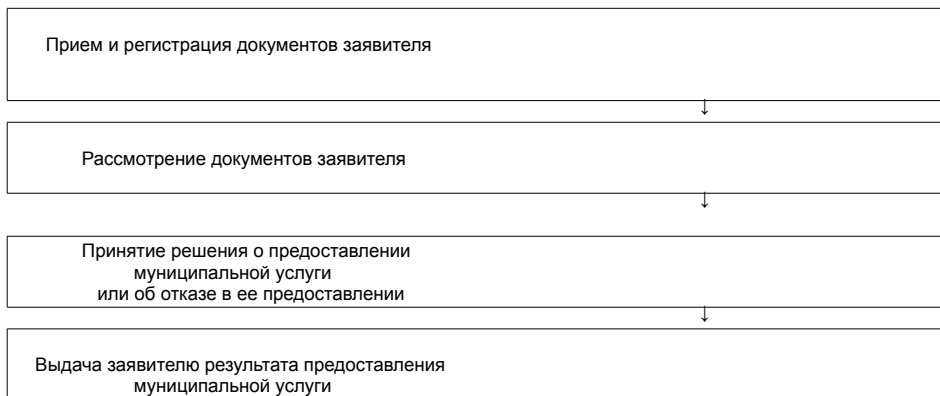 Прием и регистрация документов заявителя
↓
Рассмотрение документов заявителя
↓
Принятие решения о предоставлении
муниципальной услуги
или об отказе в ее предоставлении
↓
Выдача заявителю результата предоставления
муниципальной услуги